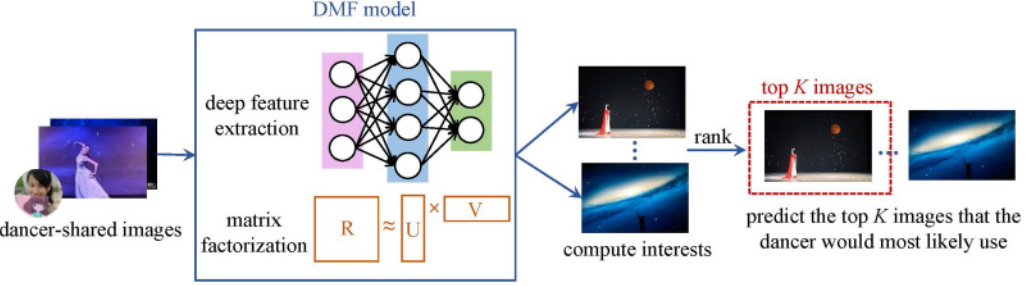 DMF model
deep feature
extraction
matrix
factorization
R ≈ U × V
dancer-shared images
compute interests
rank
top K images
predict the top K images that the
dancer would most likely use